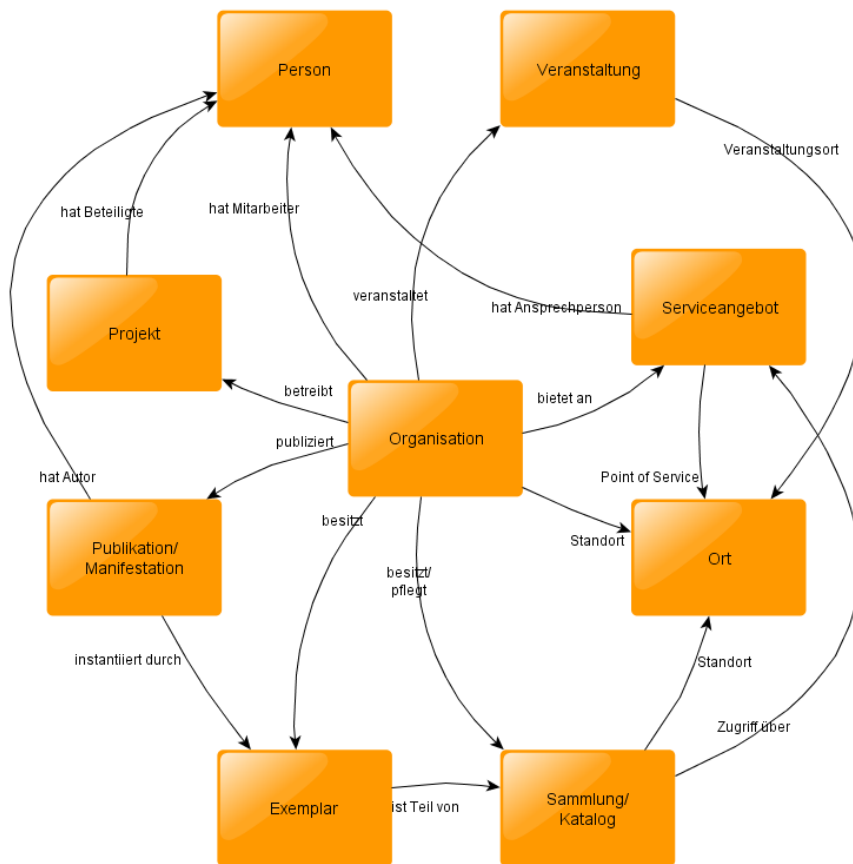 Person
Veranstaltung
Veranstaltungsort
hat Beteiligte
hat Mitarbeiter
veranstaltet
hat Ansprechperson
Serviceangebot
Projekt
betreibt
bietet an
Organisation
publiziert
hat Autor
Point of Service
besitzt
Standort
Publikation/
Manifestation
Ort
besitzt/
pflegt
instantiiert durch
Standort
Zugriff über
Exemplar
ist Teil von
Sammlung/
Katalog